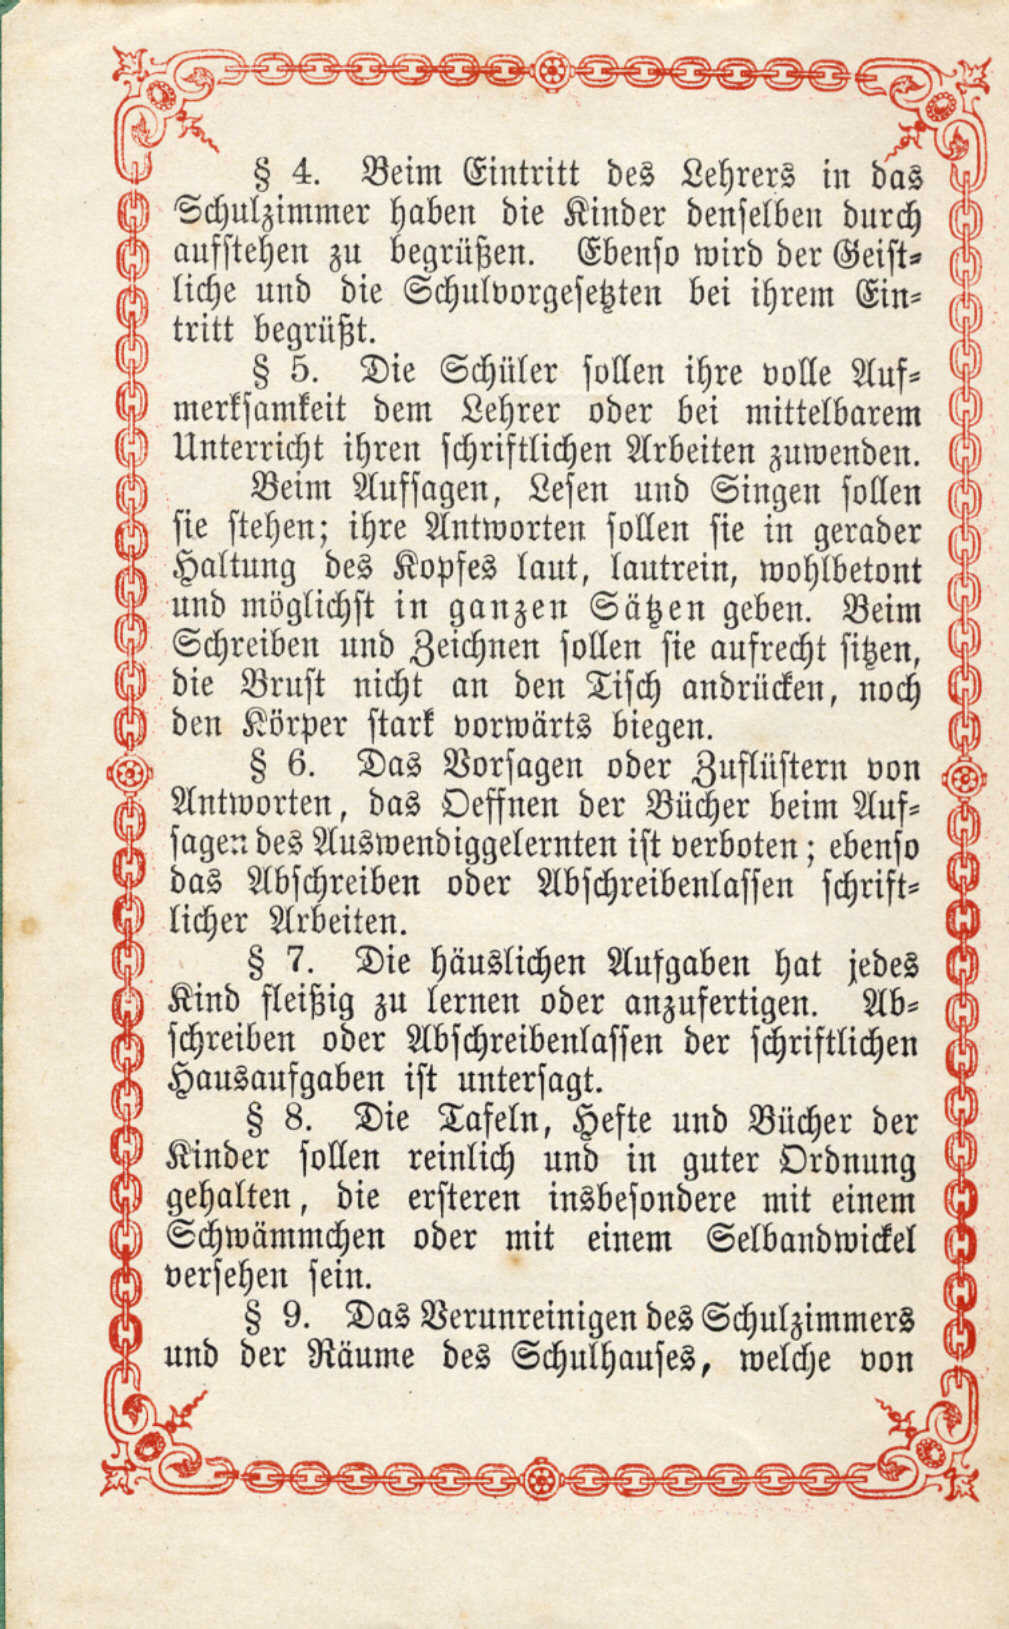 § 4. Beim Eintritt des Lehrers in das
Schulzimmer haben die Kinder denselben durch
aufstehen zu begrüßen. Ebenso wird der Geist-
liche und die Schulvorgesetzten bei ihrem Ein-
tritt begrüßt.
§ 5. Die Schüler sollen ihre volle Auf-
merksamkeit dem Lehrer oder bei mittelbarem
Unterricht ihren schriftlichen Arbeiten zuwenden.
Beim Aufsagen, Lesen und Singen sollen
sie stehen; ihre Antworten sollen sie in gerader
Haltung des Kopfes laut, lautrein, wohlbetont
und möglichst in ganzen Sätzen geben. Beim
Schreiben und Zeichnen sollen sie aufrecht sitzen,
die Brust nicht an den Tisch andrücken, noch
den Körper stark vorwärts biegen.
§ 6. Das Vorsagen oder Zuflüstern von
Antworten, das Oeffnen der Bücher beim Auf-
sagen des Auswendiggelernten ist verboten; ebenso
das Abschreiben oder Abschreibenlassen schrift-
licher Arbeiten.
§ 7. Die häuslichen Aufgaben hat jedes
Kind fleißig zu lernen oder anzufertigen. Ab-
schreiben oder Abschreibenlassen der schriftlichen
Hausaufgaben ist untersagt.
§ 8. Die Tafeln, Hefte und Bücher der
Kinder sollen reinlich und in guter Ordnung
gehalten, die ersteren insbesondere mit einem
Schwämmchen oder mit einem Selbandwickel
versehen sein.
§ 9. Das Verunreinigen des Schulzimmers
und der Räume des Schulhauses, welche von